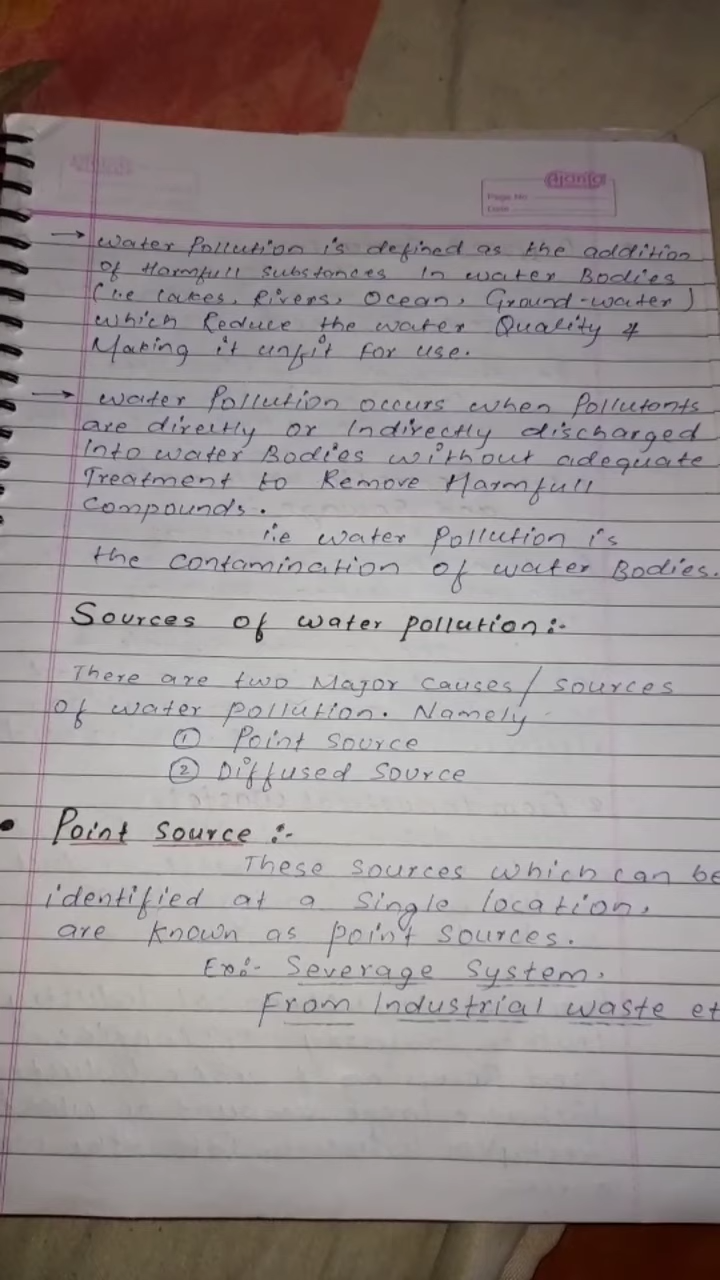 Ajanta
Page No
Date
→ water Pollution is defined as the addition
of Harmfull substances In water Bodies
(i.e Lakes, Rivers, Ocean, Ground-water)
which Reduce the water Quality &
Making it unfit for use.
→ water Pollution occurs when Pollutants
are directly or Indirectly discharged
Into water Bodies without adequate
Treatment to Remove Harmfull
Compounds.
i.e water Pollution is
the contamination of water Bodies.
Sources of water pollution:-
There are two Major causes/sources
of water pollution. Namely
① Point Source
② Diffused Source
• Point source :-
These sources which can be
identified at a single location,
are known as point sources.
Ex:- Severage System.
From Industrial waste et